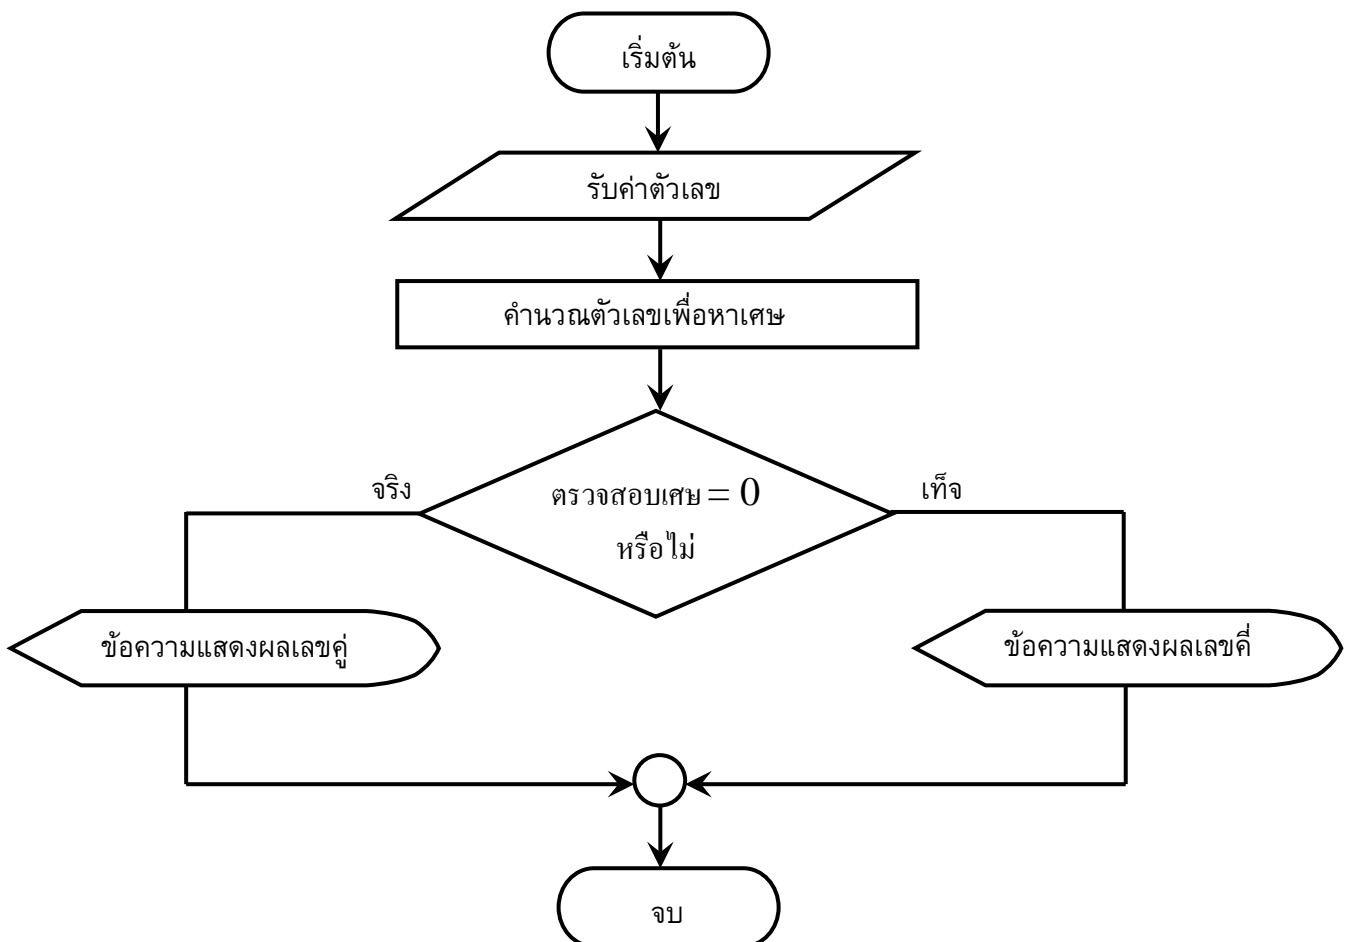 เริ่มต้น
รับค่าตัวเลข
คำนวณตัวเลขเพื่อหาเศษ
จริง
ตรวจสอบเศษ = 0
หรือไม่
เท็จ
ข้อความแสดงผลเลขคู่
ข้อความแสดงผลเลขคี่
จบ